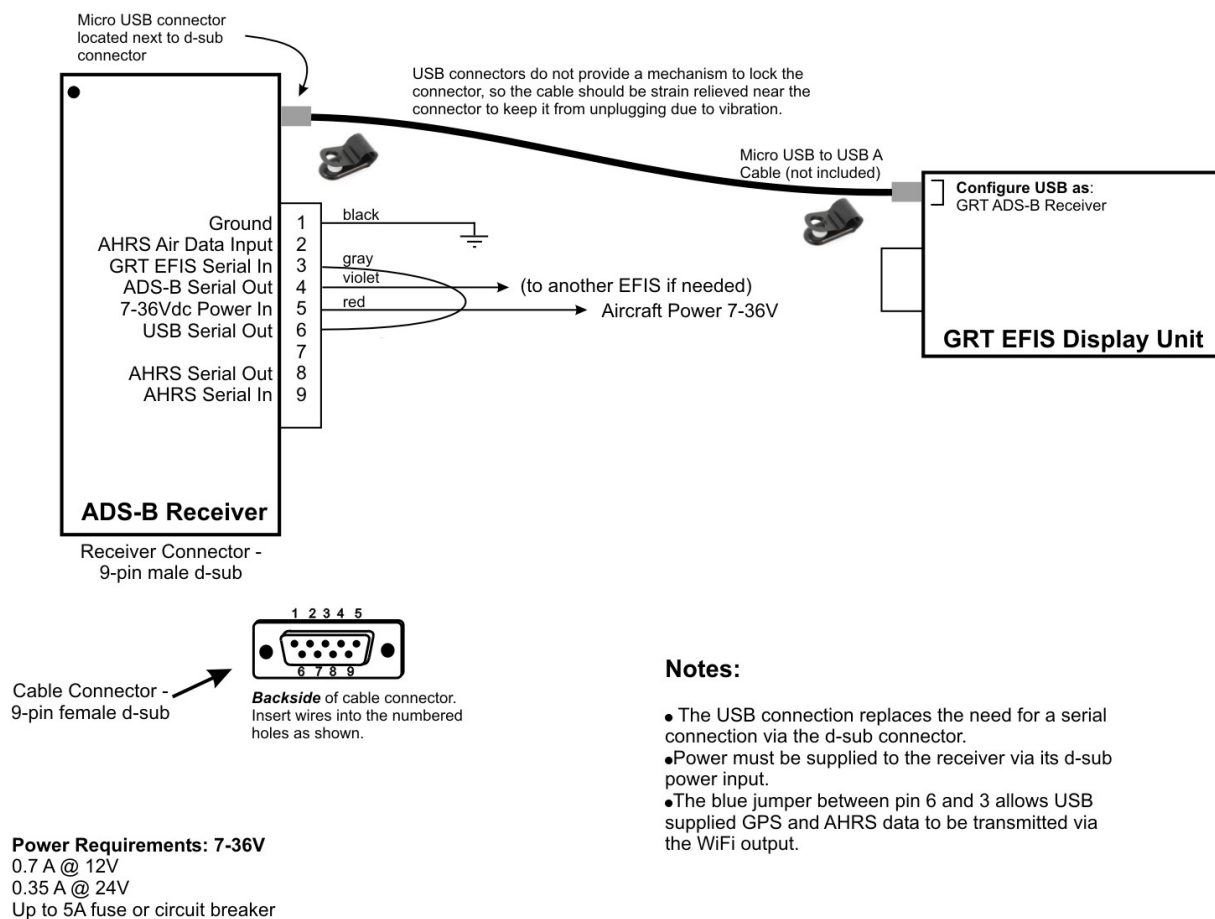 Micro USB connector
located next to d-sub
connector
USB connectors do not provide a mechanism to lock the
connector, so the cable should be strain relieved near the
connector to keep it from unplugging due to vibration.
Micro USB to USB A
Cable (not included)
Configure USB as:
GRT ADS-B Receiver
GRT EFIS Display Unit
Ground 1 black
AHRS Air Data Input 2
GRT EFIS Serial In 3 gray
ADS-B Serial Out 4 violet (to another EFIS if needed)
7-36Vdc Power In 5 red Aircraft Power 7-36V
USB Serial Out 6
7
AHRS Serial Out 8
AHRS Serial In 9
ADS-B Receiver
Receiver Connector -
9-pin male d-sub
1 2 3 4 5
6 7 8 9
Cable Connector -
9-pin female d-sub
Backside of cable connector.
Insert wires into the numbered
holes as shown.
Notes:
● The USB connection replaces the need for a serial
connection via the d-sub connector.
●Power must be supplied to the receiver via its d-sub
power input.
●The blue jumper between pin 6 and 3 allows USB
supplied GPS and AHRS data to be transmitted via
the WiFi output.
Power Requirements: 7-36V
0.7 A @ 12V
0.35 A @ 24V
Up to 5A fuse or circuit breaker